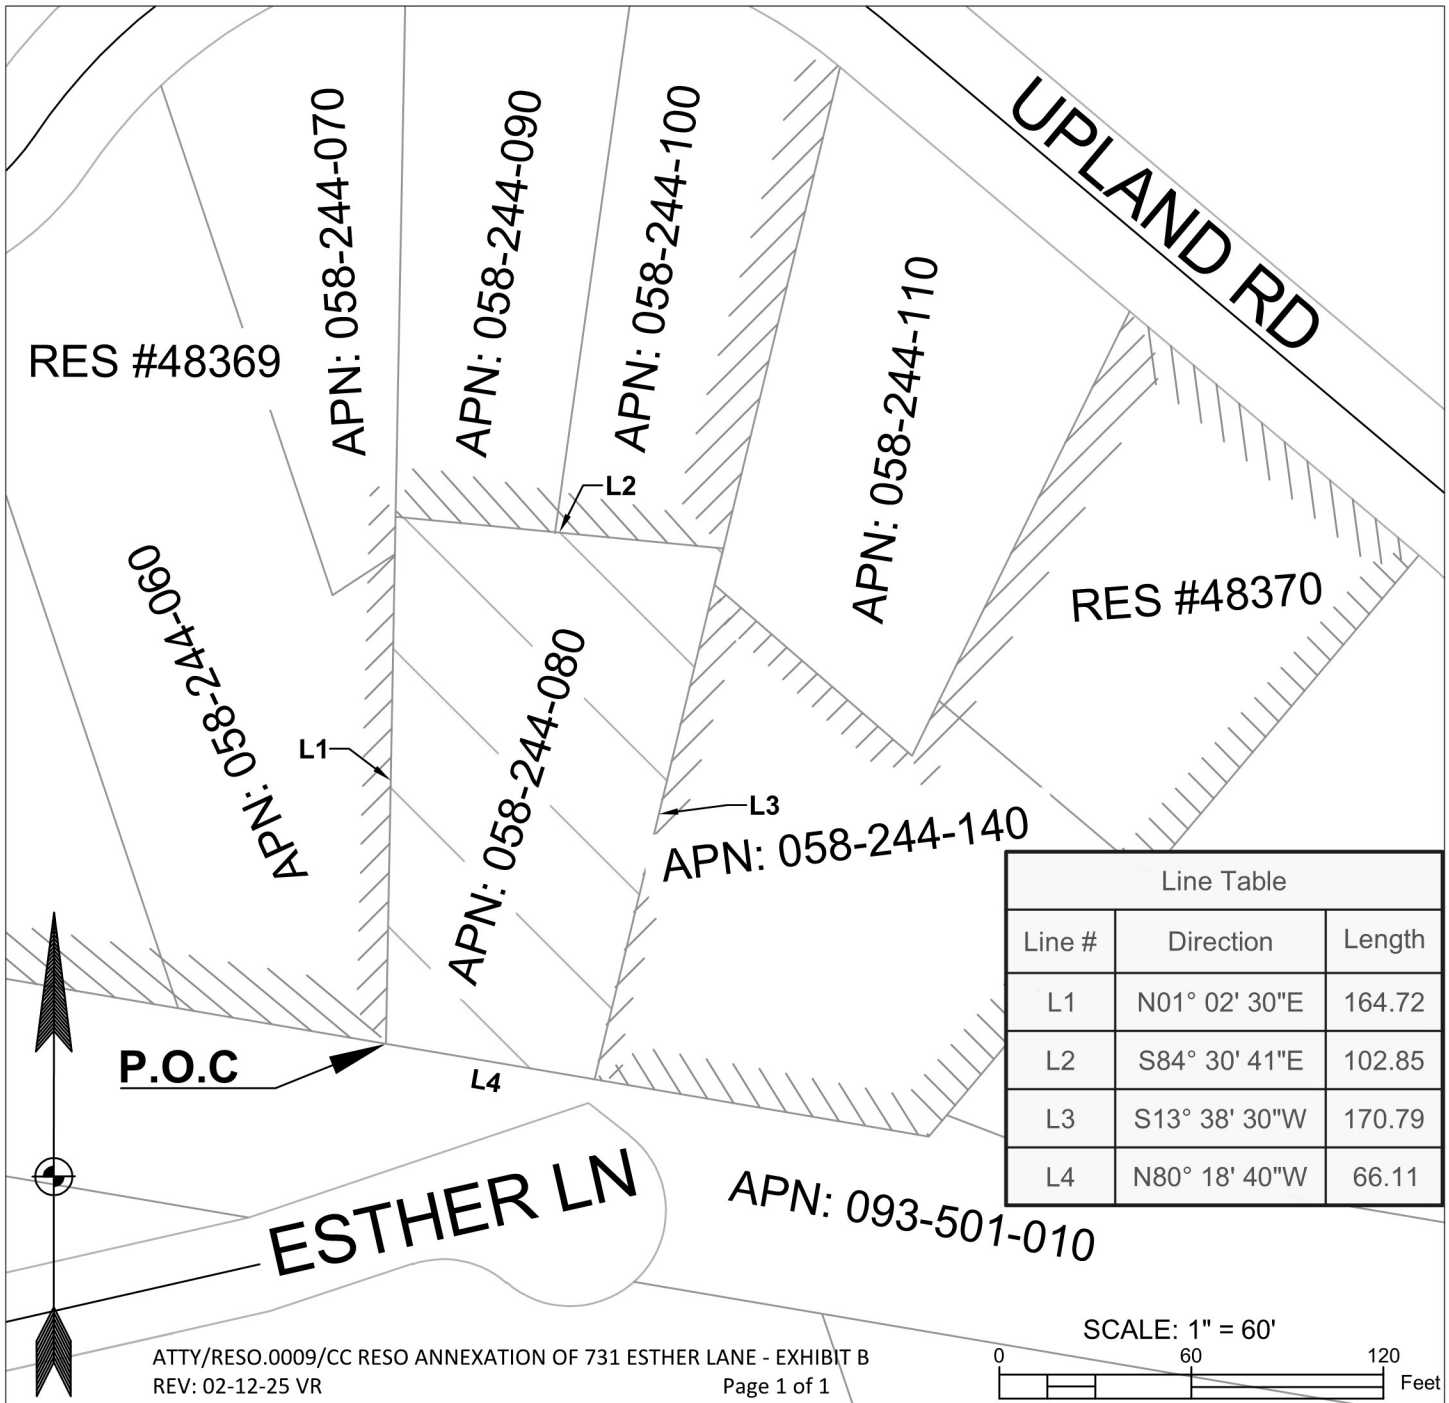 UPLAND RD
APN: 058-244-070
APN: 058-244-090
APN: 058-244-100
APN: 058-244-110
RES #48369
L2
RES #48370
APN: 058-244-060
APN: 058-244-080
L1
L3
APN: 058-244-140
P.O.C
L4
ESTHER LN
APN: 093-501-010
Line Table
Line # Direction Length
L1 N01° 02' 30"E 164.72
L2 S84° 30' 41"E 102.85
L3 S13° 38' 30"W 170.79
L4 N80° 18' 40"W 66.11
SCALE: 1" = 60'
0 60 120
Feet
ATTY/RESO.0009/CC RESO ANNEXATION OF 731 ESTHER LANE - EXHIBIT B
REV: 02-12-25 VR Page 1 of 1